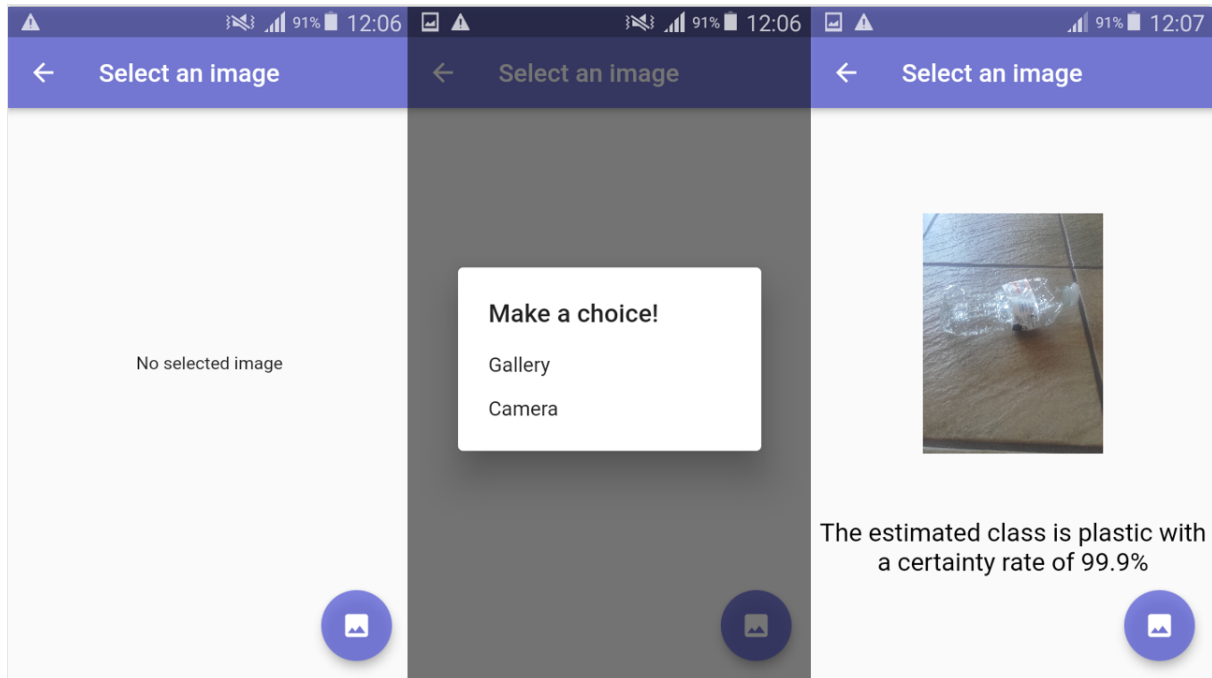 91% 12:06
Select an image
No selected image
91% 12:06
Select an image
Make a choice!
Gallery
Camera
91% 12:07
Select an image
The estimated class is plastic with
a certainty rate of 99.9%